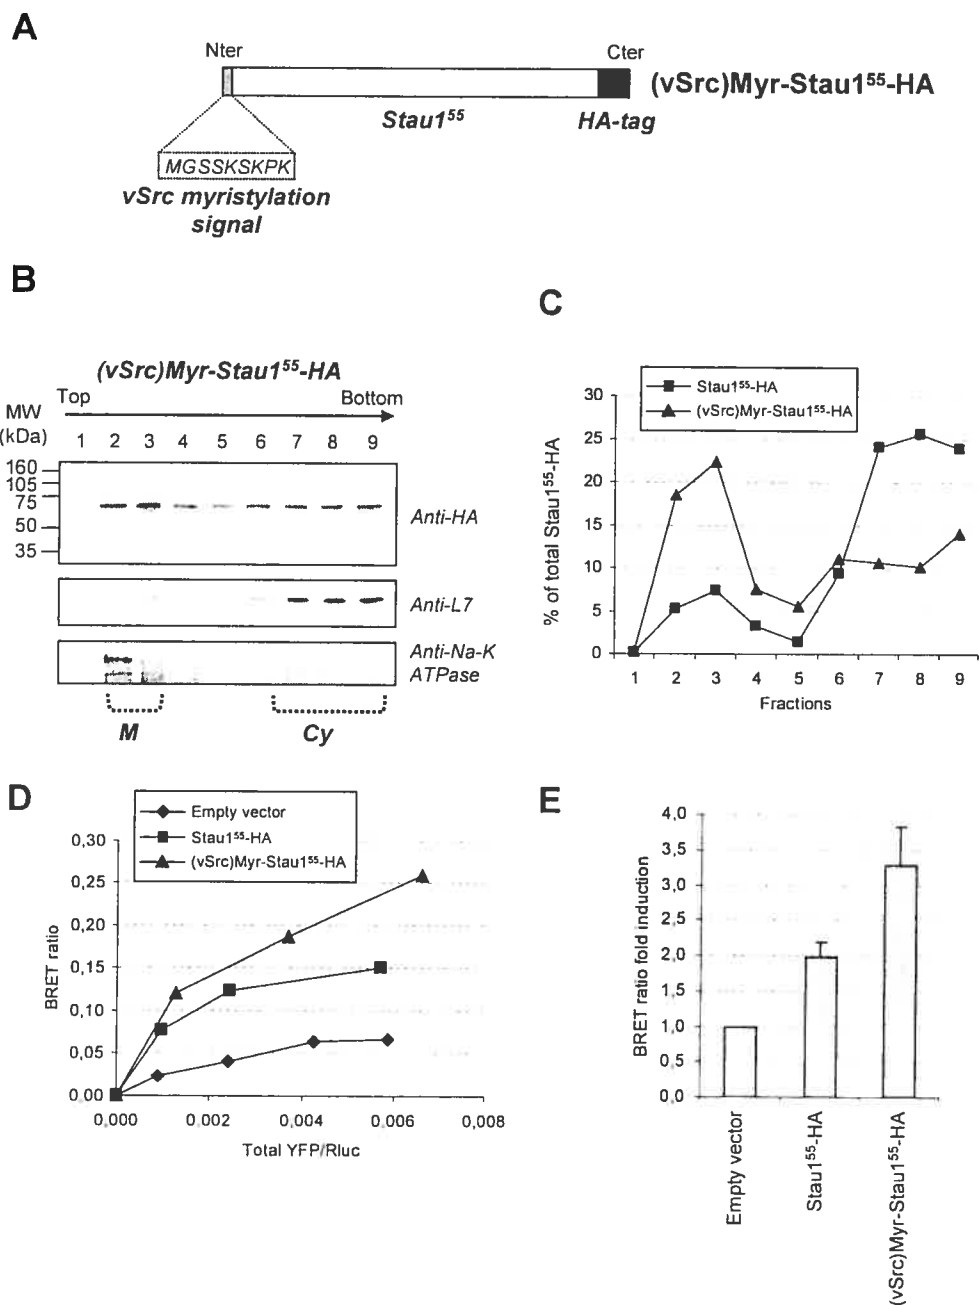 A
Nter
Cter
(vSrc)Myr-Stau1⁵⁵-HA
Stau1⁵⁵
HA-tag
MGSSKSKPK
vSrc myristylation
signal
B
(vSrc)Myr-Stau1⁵⁵-HA
Top
Bottom
MW
(kDa)
1 2 3 4 5 6 7 8 9
160
105
75
50
35
Anti-HA
Anti-L7
Anti-Na-K
ATPase
M
Cy
C
Stau1⁵⁵-HA
(vSrc)Myr-Stau1⁵⁵-HA
% of total Stau1⁵⁵-HA
30
25
20
15
10
5
0
1 2 3 4 5 6 7 8 9
Fractions
D
Empty vector
Stau1⁵⁵-HA
(vSrc)Myr-Stau1⁵⁵-HA
BRET ratio
0,30
0,25
0,20
0,15
0,10
0,05
0,00
0,000 0,002 0,004 0,006 0,008
Total YFP/Rluc
E
BRET ratio fold induction
4,0
3,5
3,0
2,5
2,0
1,5
1,0
0,5
0,0
Empty vector
Stau1⁵⁵-HA
(vSrc)Myr-Stau1⁵⁵-HA